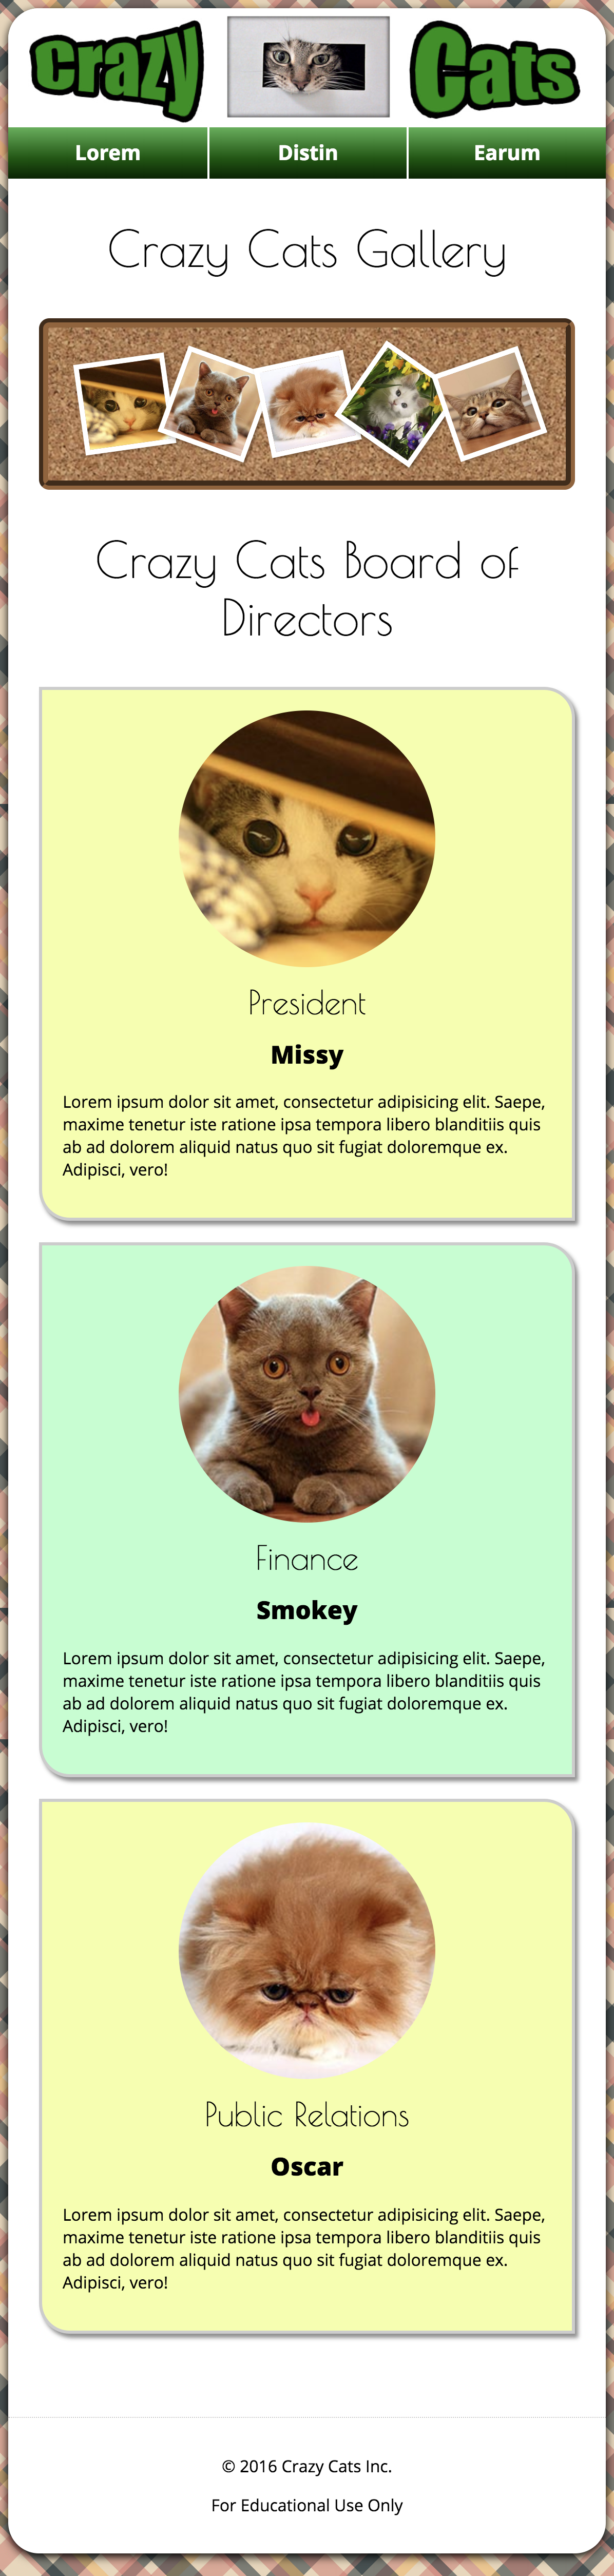 Crazy Cats
Lorem Distin Earum
Crazy Cats Gallery
Crazy Cats Board of
Directors
President
Missy
Lorem ipsum dolor sit amet, consectetur adipisicing elit. Saepe,
maxime tenetur iste ratione ipsa tempora libero blanditiis quis
ab ad dolorem aliquid natus quo sit fugiat doloremque ex.
Adipisci, vero!
Finance
Smokey
Lorem ipsum dolor sit amet, consectetur adipisicing elit. Saepe,
maxime tenetur iste ratione ipsa tempora libero blanditiis quis
ab ad dolorem aliquid natus quo sit fugiat doloremque ex.
Adipisci, vero!
Public Relations
Oscar
Lorem ipsum dolor sit amet, consectetur adipisicing elit. Saepe,
maxime tenetur iste ratione ipsa tempora libero blanditiis quis
ab ad dolorem aliquid natus quo sit fugiat doloremque ex.
Adipisci, vero!
© 2016 Crazy Cats Inc.
For Educational Use Only